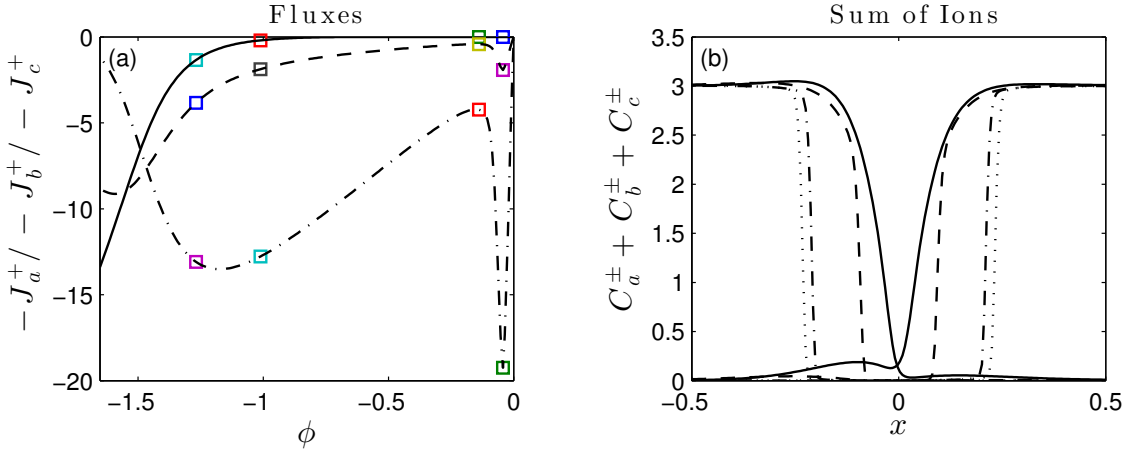 Fluxes
(a)
0
−5
−10
−15
−20
−1.5
−1
−0.5
0
ϕ
−J_a^+/ − J_b^+/ − J_c^+
Sum of Ions
(b)
3.5
3
2.5
2
1.5
1
0.5
0
−0.5
0
0.5
x
C_a^± + C_b^± + C_c^±